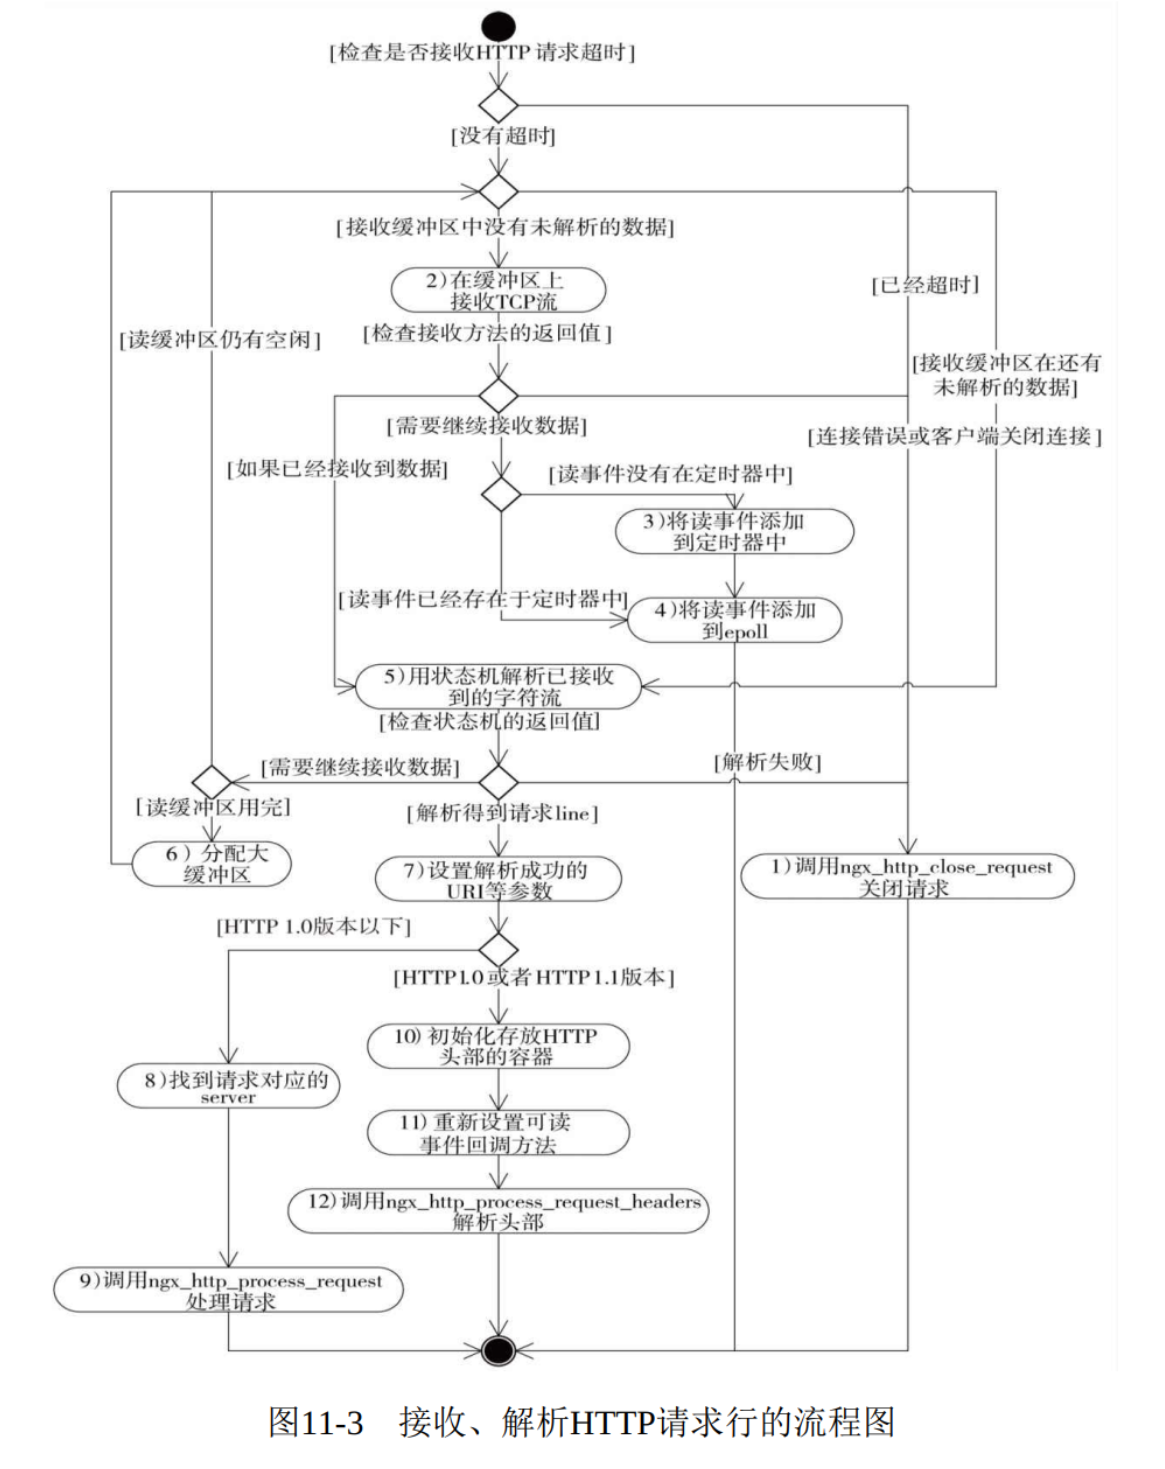 [检查是否接收HTTP 请求超时]
[没有超时]
[接收缓冲区中没有未解析的数据]
2)在缓冲区上
接收TCP流
[已经超时]
[检查接收方法的返回值]
[读缓冲区仍有空闲]
[接收缓冲区在还有
未解析的数据]
[需要继续接收数据]
[连接错误或客户端关闭连接]
[如果已经接收到数据]
[读事件没有在定时器中]
3)将读事件添加
到定时器中
[读事件已经存在于定时器中]
4)将读事件添加
到epoll
5)用状态机解析已接收
到的字符流
[检查状态机的返回值]
[需要继续接收数据]
[解析失败]
[读缓冲区用完]
[解析得到请求line]
6) 分配大
缓冲区
7)设置解析成功的
URI等参数
1)调用ngx_http_close_request
关闭请求
[HTTP 1.0版本以下]
[HTTP1.0或者HTTP1.1版本]
10) 初始化存放HTTP
头部的容器
8)找到请求对应的
server
11) 重新设置可读
事件回调方法
12)调用ngx_http_process_request_headers
解析头部
9)调用ngx_http_process_request
处理请求
图11-3 接收、解析HTTP请求行的流程图